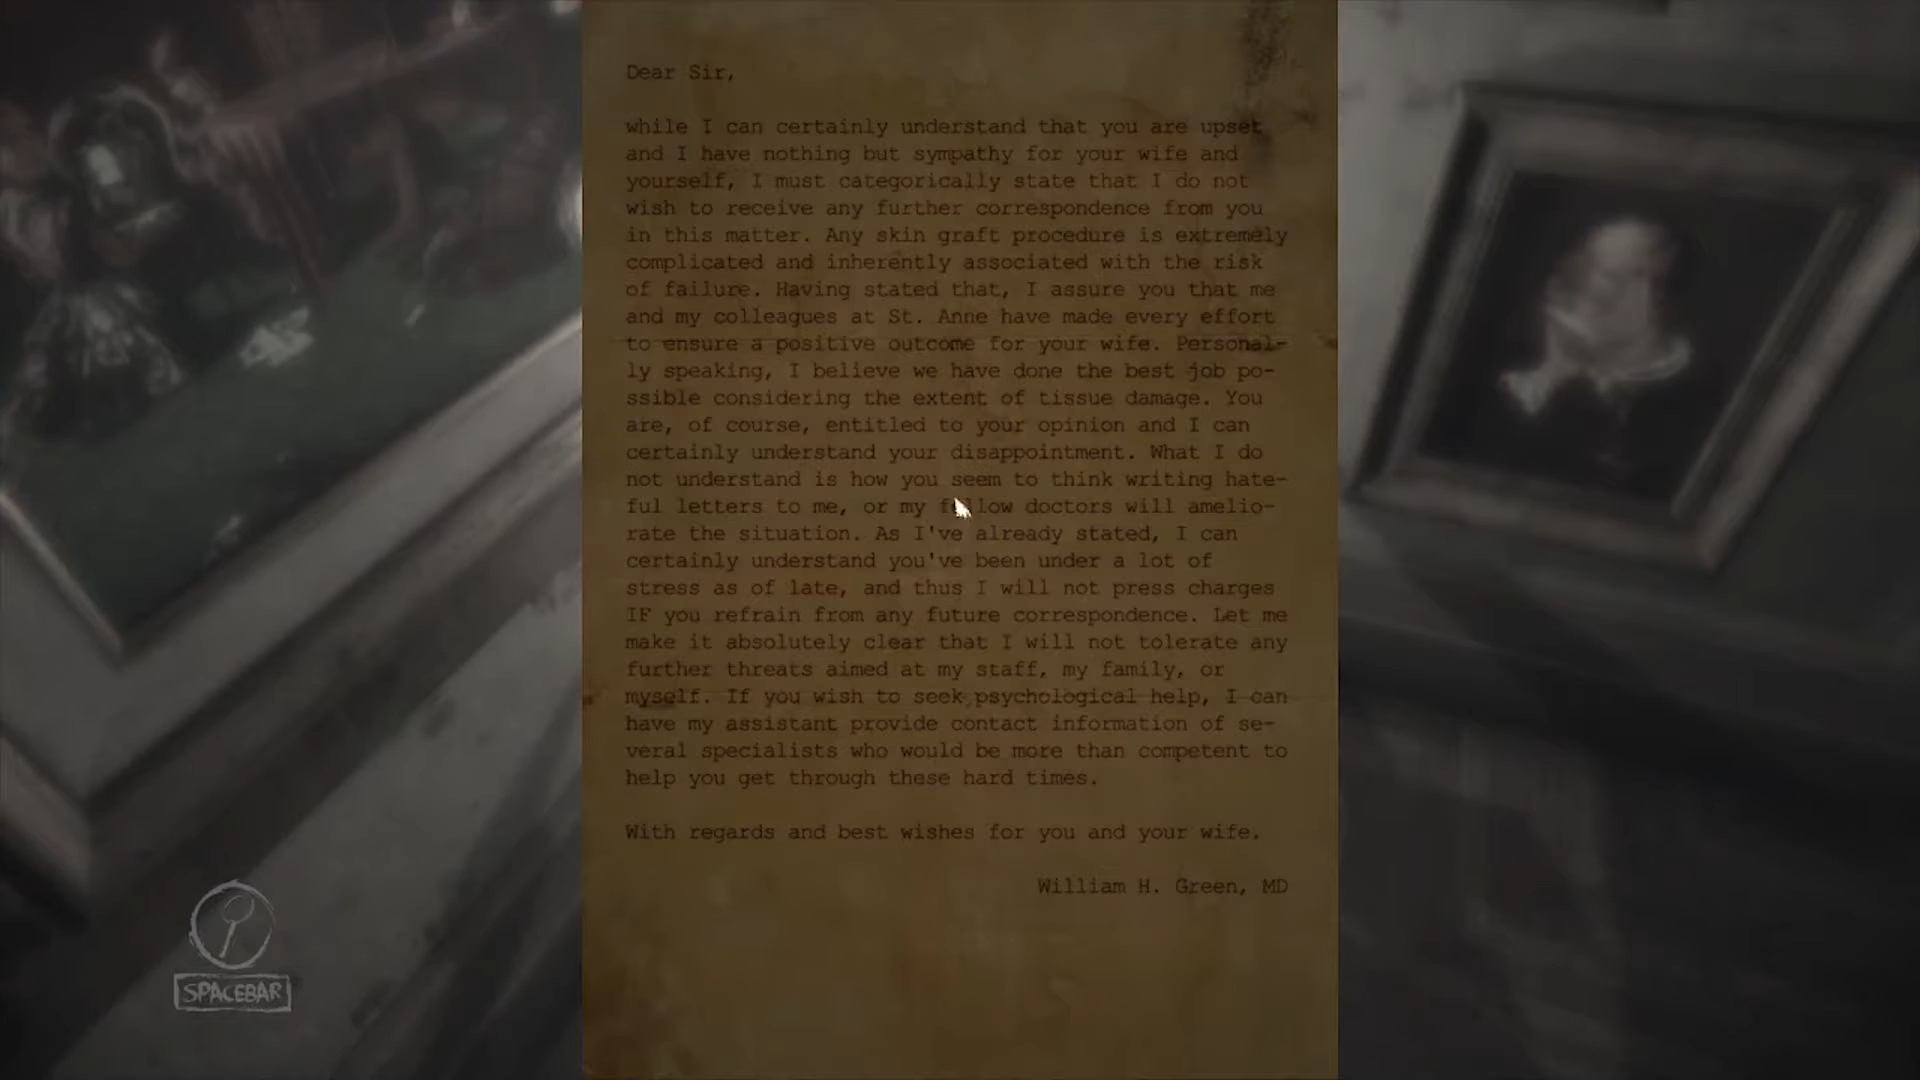 Dear Sir,
while I can certainly understand that you are upset
and I have nothing but sympathy for your wife and
yourself, I must categorically state that I do not
wish to receive any further correspondence from you
in this matter. Any skin graft procedure is extremely
complicated and inherently associated with the risk
of failure. Having stated that, I assure you that me
and my colleagues at St. Anne have made every effort
to ensure a positive outcome for your wife. Personal-
ly speaking, I believe we have done the best job po-
ssible considering the extent of tissue damage. You
are, of course, entitled to your opinion and I can
certainly understand your disappointment. What I do
not understand is how you seem to think writing hate-
ful letters to me, or my fellow doctors will amelio-
rate the situation. As I've already stated, I can
certainly understand you've been under a lot of
stress as of late, and thus I will not press charges
IF you refrain from any future correspondence. Let me
make it absolutely clear that I will not tolerate any
further threats aimed at my staff, my family, or
myself. If you wish to seek psychological help, I can
have my assistant provide contact information of se-
veral specialists who would be more than competent to
help you get through these hard times.
With regards and best wishes for you and your wife.
William H. Green, MD
SPACEBAR